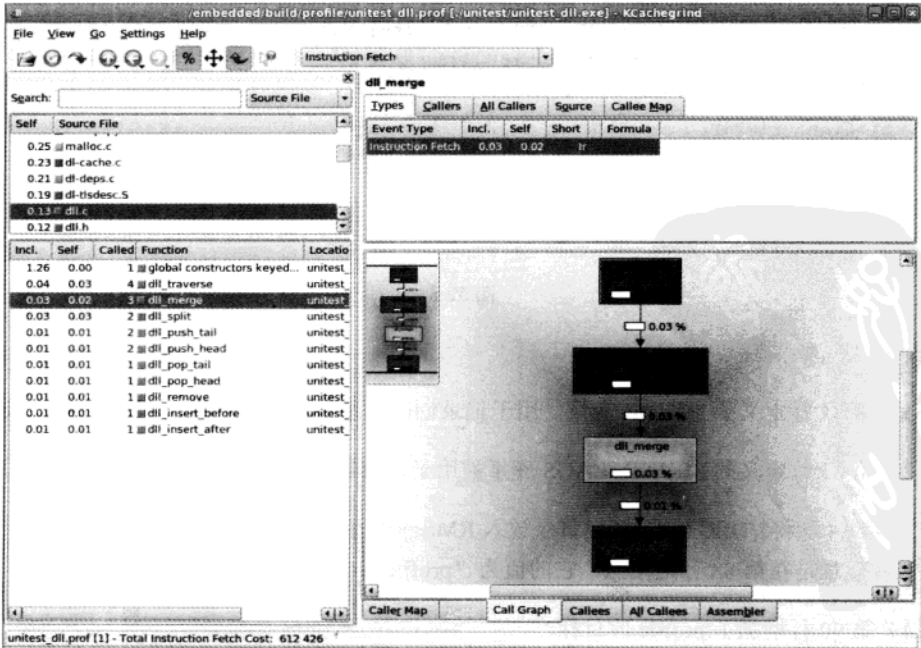 /embedded/build/profile/unitest_dll.prof [./unitest/unitest_dll.exe] - KCachegrind
File View Go Settings Help
% Instruction Fetch
Search: Source File
Self Source File
0.25 malloc.c
0.23 dl-cache.c
0.21 dl-deps.c
0.19 dl-tlsdesc.S
0.13 dll.c
0.12 dll.h
Incl. Self Called Function Locatio
1.26 0.00 1 global constructors keyed... unitest_
0.04 0.03 4 dll_traverse unitest_
0.03 0.02 3 dll_merge unitest_
0.03 0.03 2 dll_split unitest_
0.01 0.01 2 dll_push_tail unitest_
0.01 0.01 2 dll_push_head unitest_
0.01 0.01 1 dll_pop_tail unitest_
0.01 0.01 1 dll_pop_head unitest_
0.01 0.01 1 dll_remove unitest_
0.01 0.01 1 dll_insert_before unitest_
0.01 0.01 1 dll_insert_after unitest_
dll_merge
Types Callers All Callers Source Callee Map
Event Type Incl. Self Short Formula
Instruction Fetch 0.03 0.02 Ir
0.03 %
0.03 %
dll_merge
0.03 %
0.01 %
Caller Map Call Graph Callees All Callees Assembler
unitest_dll.prof [1] - Total Instruction Fetch Cost: 612 426